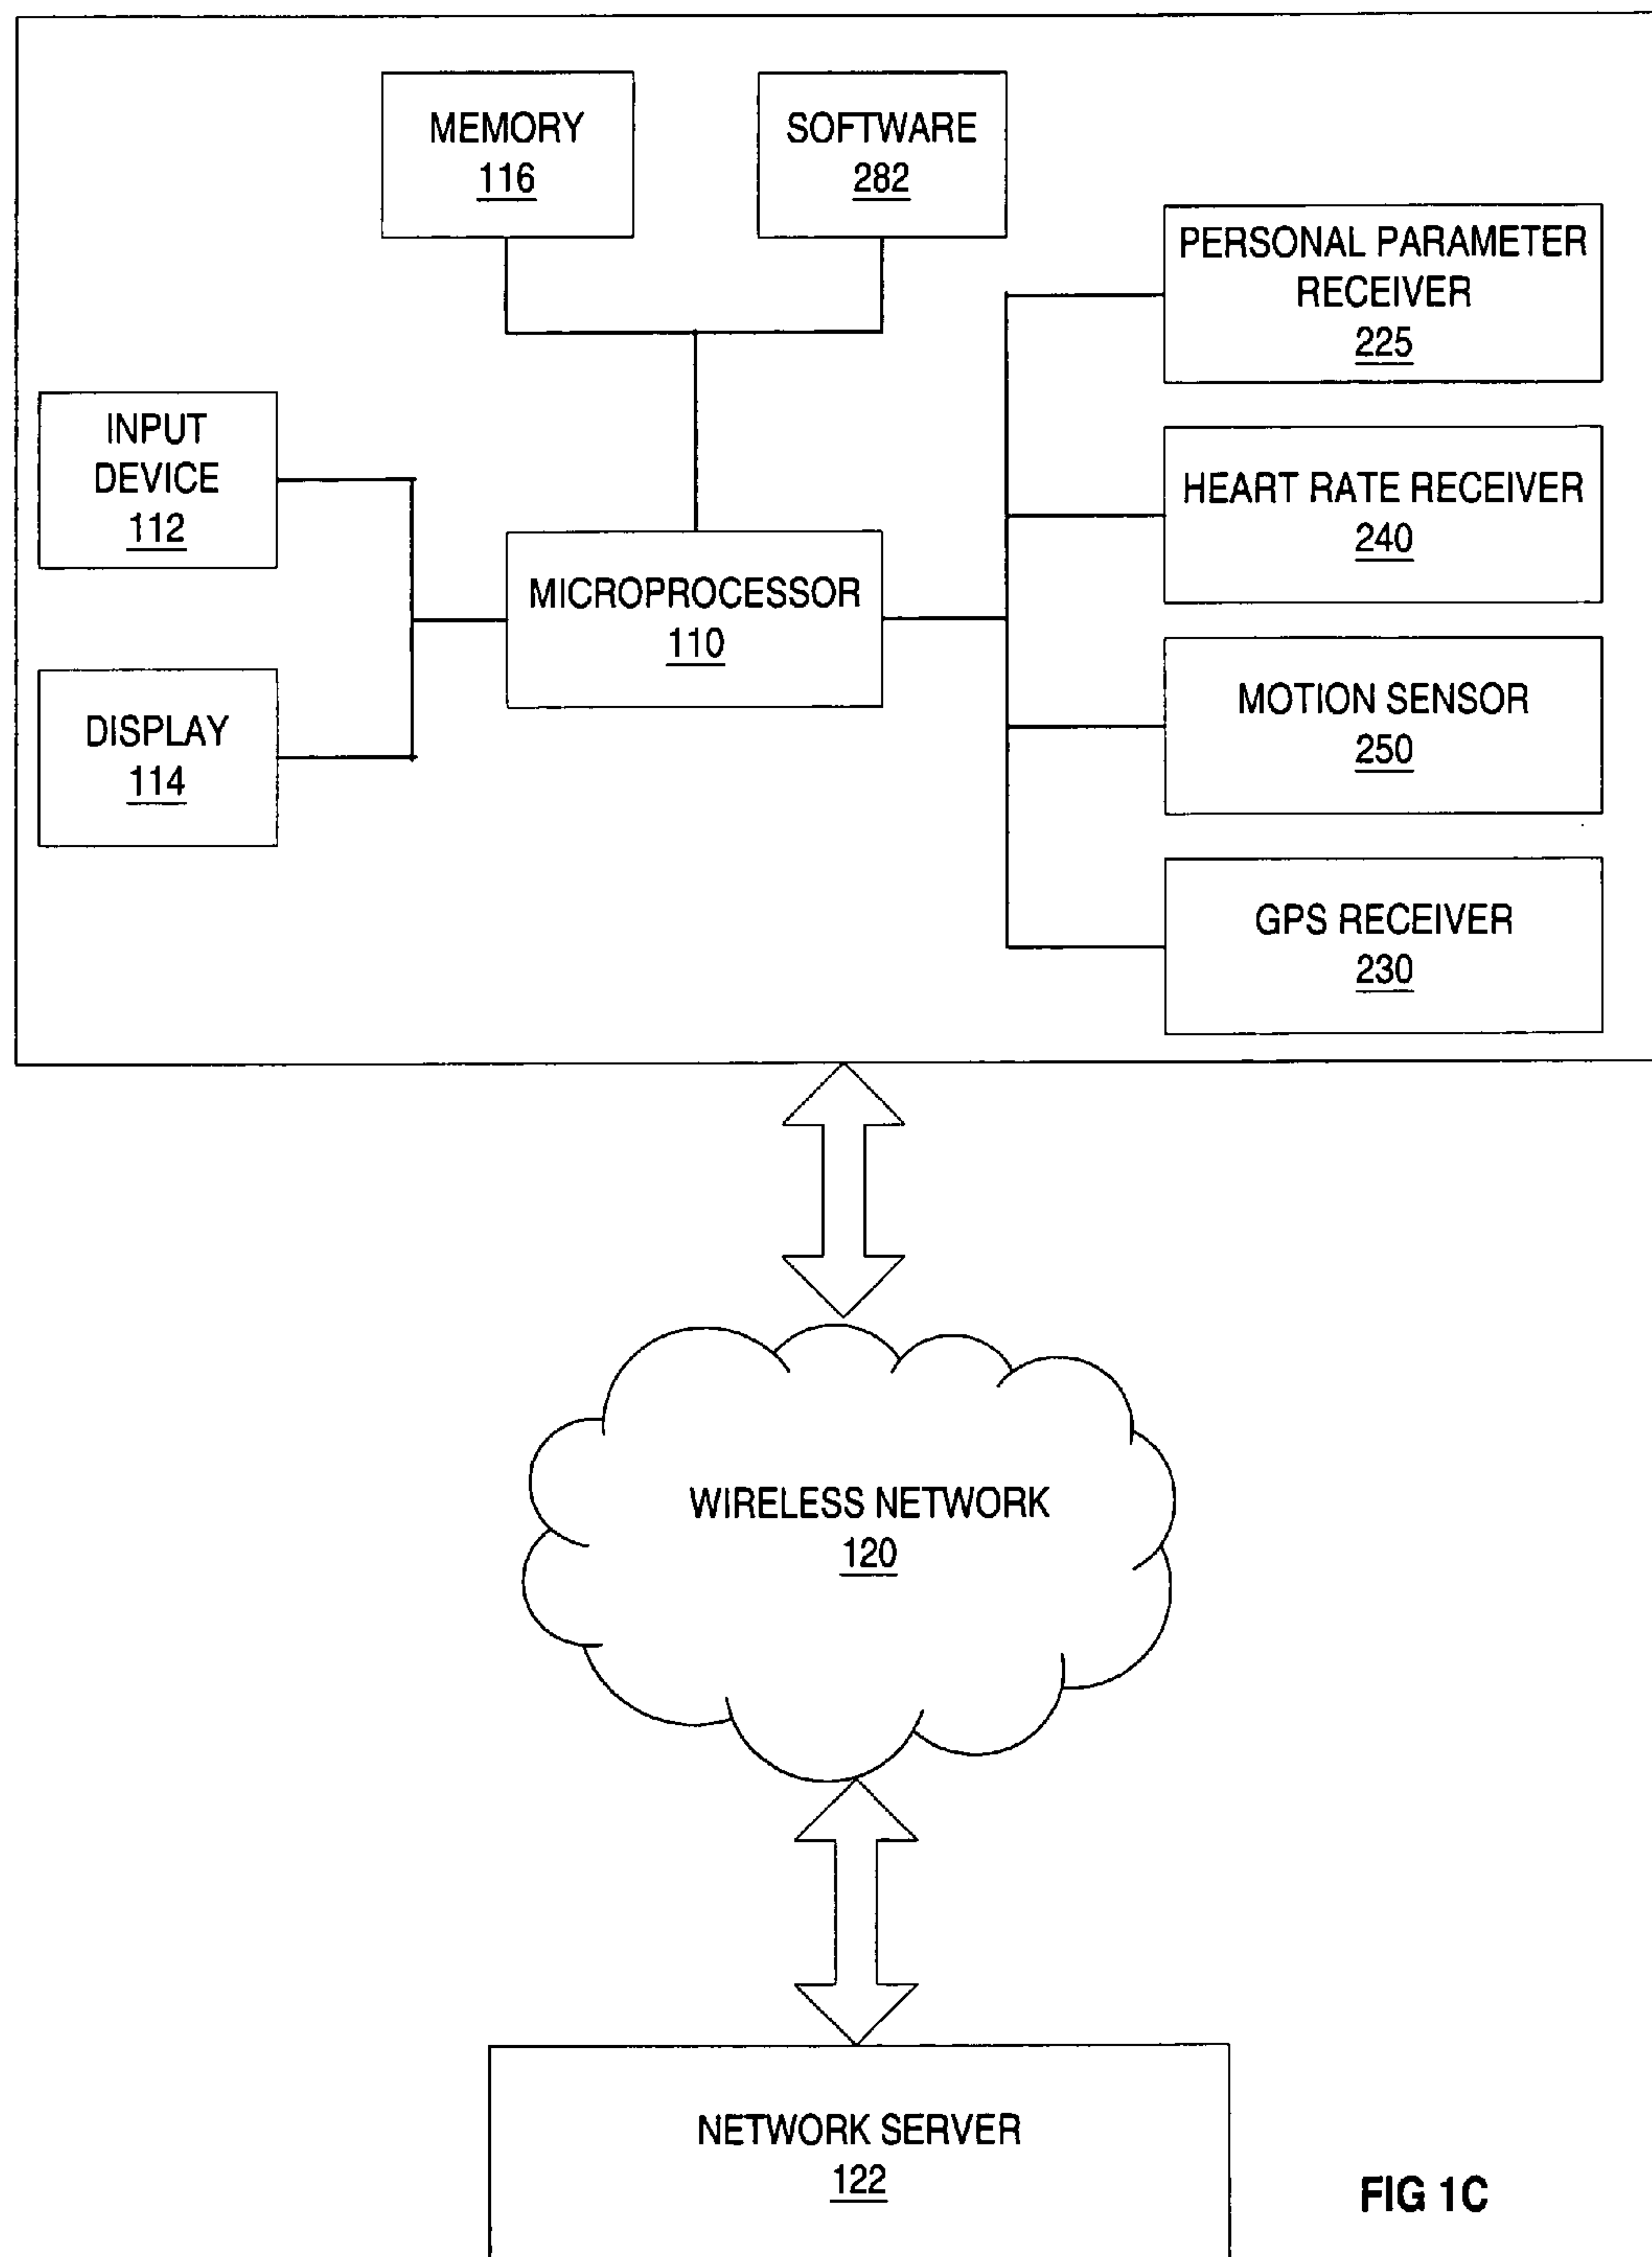 MEMORY
116
SOFTWARE
282
PERSONAL PARAMETER
RECEIVER
225
INPUT
DEVICE
112
HEART RATE RECEIVER
240
MICROPROCESSOR
110
MOTION SENSOR
250
DISPLAY
114
GPS RECEIVER
230
WIRELESS NETWORK
120
NETWORK SERVER
122
FIG 1C